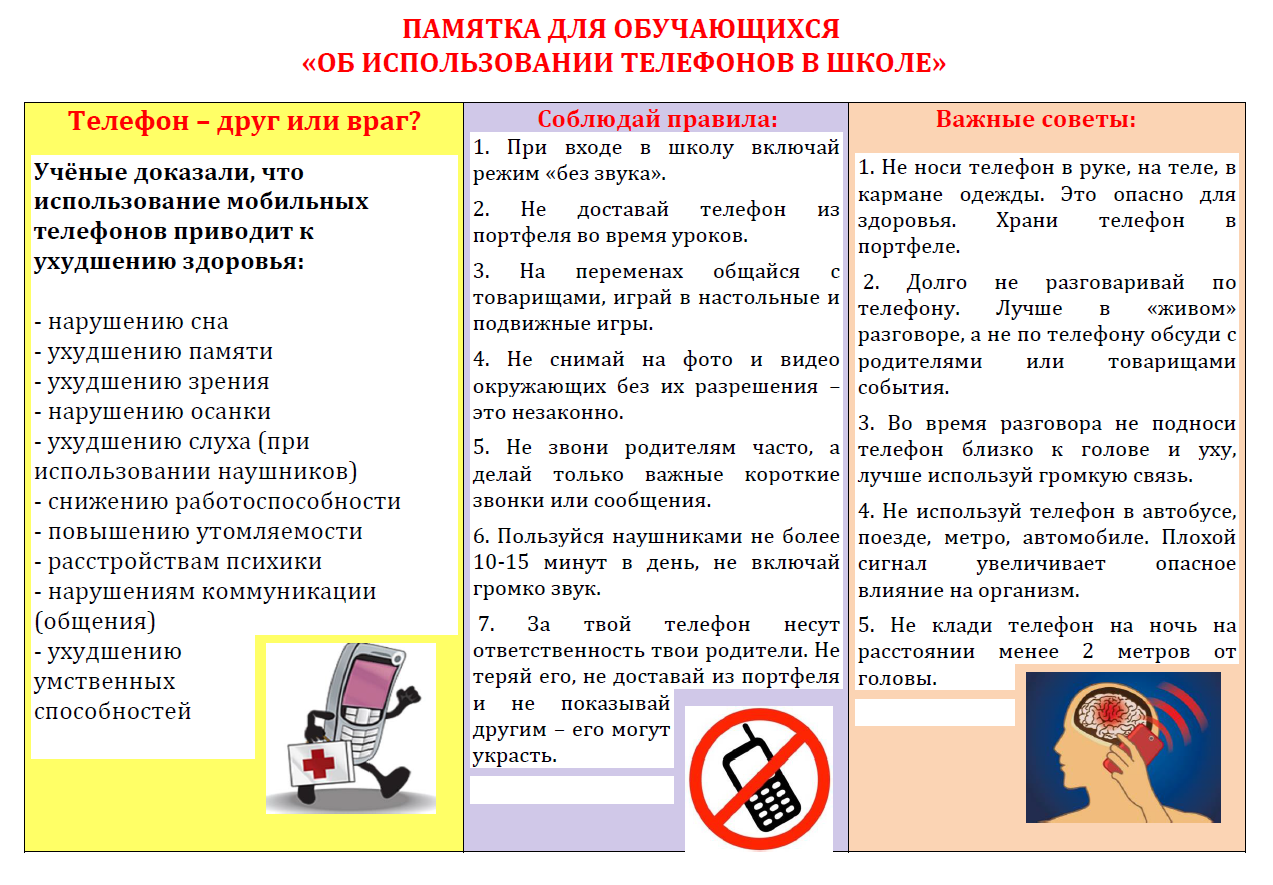 ПАМЯТКА ДЛЯ ОБУЧАЮЩИХСЯ
«ОБ ИСПОЛЬЗОВАНИИ ТЕЛЕФОНОВ В ШКОЛЕ»
Телефон – друг или враг?
Учёные доказали, что
использование мобильных
телефонов приводит к
ухудшению здоровья:
- нарушению сна
- ухудшению памяти
- ухудшению зрения
- нарушению осанки
- ухудшению слуха (при
использовании наушников)
- снижению работоспособности
- повышению утомляемости
- расстройствам психики
- нарушениям коммуникации
(общения)
- ухудшению
умственных
способностей
Соблюдай правила:
1. При входе в школу включай
режим «без звука».
2. Не доставай телефон из
портфеля во время уроков.
3. На переменах общайся с
товарищами, играй в настольные и
подвижные игры.
4. Не снимай на фото и видео
окружающих без их разрешения –
это незаконно.
5. Не звони родителям часто, а
делай только важные короткие
звонки или сообщения.
6. Пользуйся наушниками не более
10-15 минут в день, не включай
громко звук.
7. За твой телефон несут
ответственность твои родители. Не
теряй его, не доставай из портфеля
и не показывай
другим – его могут
украсть.
Важные советы:
1. Не носи телефон в руке, на теле, в
кармане одежды. Это опасно для
здоровья. Храни телефон в
портфеле.
2. Долго не разговаривай по
телефону. Лучше в «живом»
разговоре, а не по телефону обсуди с
родителями или товарищами
события.
3. Во время разговора не подноси
телефон близко к голове и уху,
лучше используй громкую связь.
4. Не используй телефон в автобусе,
поезде, метро, автомобиле. Плохой
сигнал увеличивает опасное
влияние на организм.
5. Не клади телефон на ночь на
расстоянии менее 2 метров от
головы.